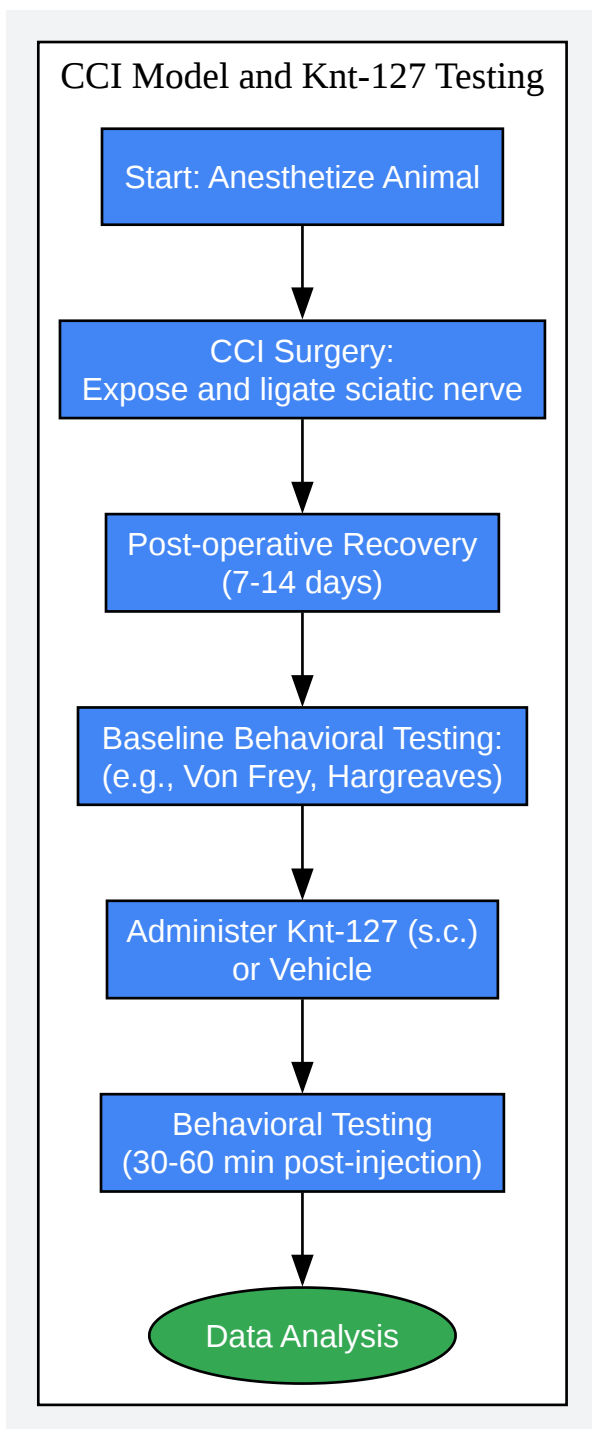 CCI Model and Knt-127 Testing
Start: Anesthetize Animal
CCI Surgery:
Expose and ligate sciatic nerve
Post-operative Recovery
(7-14 days)
Baseline Behavioral Testing:
(e.g., Von Frey, Hargreaves)
Administer Knt-127 (s.c.)
or Vehicle
Behavioral Testing
(30-60 min post-injection)
Data Analysis